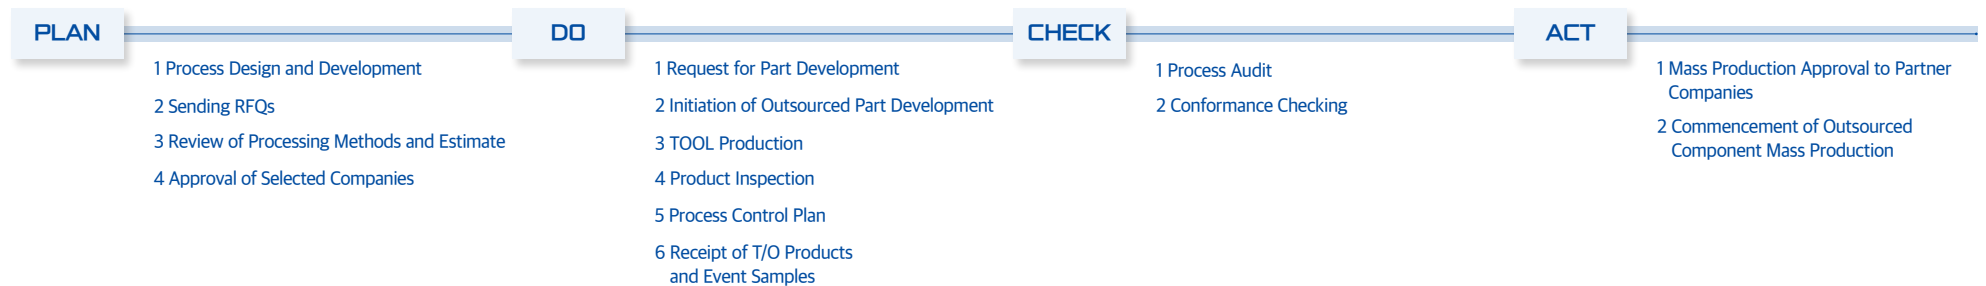 PLAN
1 Process Design and Development
2 Sending RFQs
3 Review of Processing Methods and Estimate
4 Approval of Selected Companies
DO
1 Request for Part Development
2 Initiation of Outsourced Part Development
3 TOOL Production
4 Product Inspection
5 Process Control Plan
6 Receipt of T/O Products
and Event Samples
CHECK
1 Process Audit
2 Conformance Checking
ACT
1 Mass Production Approval to Partner
Companies
2 Commencement of Outsourced
Component Mass Production